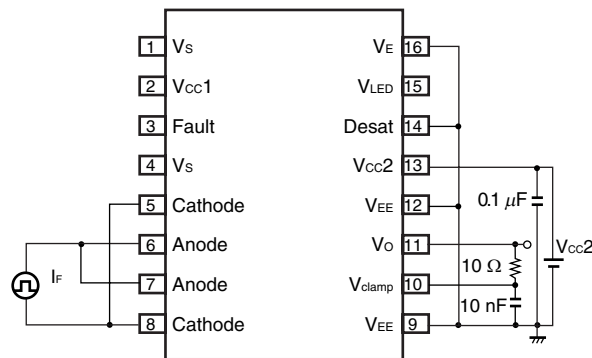 1 VS VE 16
2 VCC1 VLED 15
3 Fault Desat 14
4 VS VCC2 13
5 Cathode VEE 12
0.1 μF
6 Anode VO 11
VCC2
IF
10 Ω
7 Anode Vclamp 10
10 nF
8 Cathode VEE 9